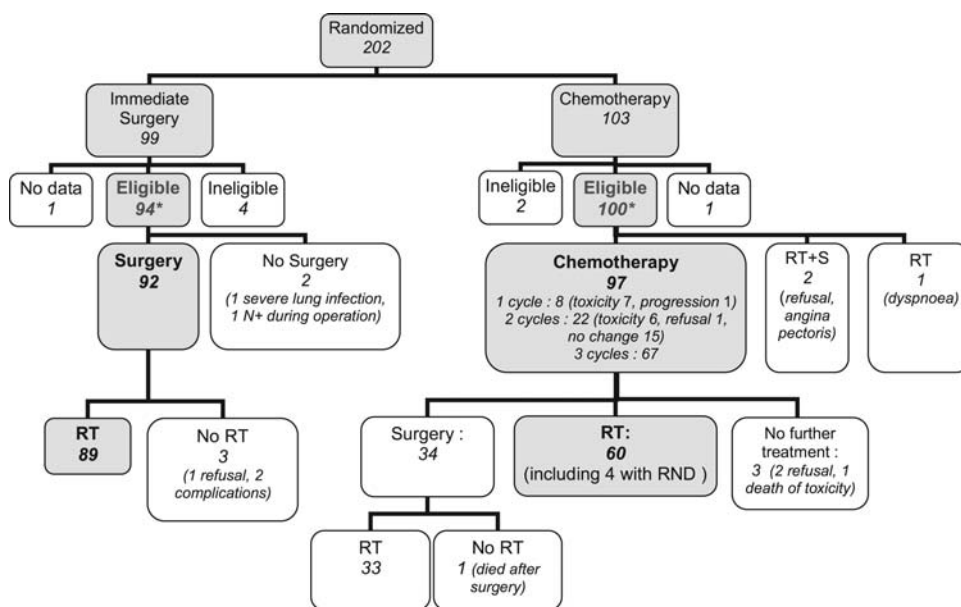 Randomized
202
Immediate
Surgery
99
Chemotherapy
103
No data
1
Eligible
94*
Ineligible
4
Ineligible
2
Eligible
100*
No data
1
Surgery
92
No Surgery
2
(1 severe lung infection,
1 N+ during operation)
Chemotherapy
97
1 cycle : 8 (toxicity 7, progression 1)
2 cycles : 22 (toxicity 6, refusal 1,
no change 15)
3 cycles : 67
RT+S
2
(refusal,
angina
pectoris)
RT
1
(dyspnoea)
RT
89
No RT
3
(1 refusal, 2
complications)
Surgery :
34
RT:
60
(including 4 with RND )
No further
treatment :
3 (2 refusal, 1
death of toxicity)
RT
33
No RT
1 (died after
surgery)